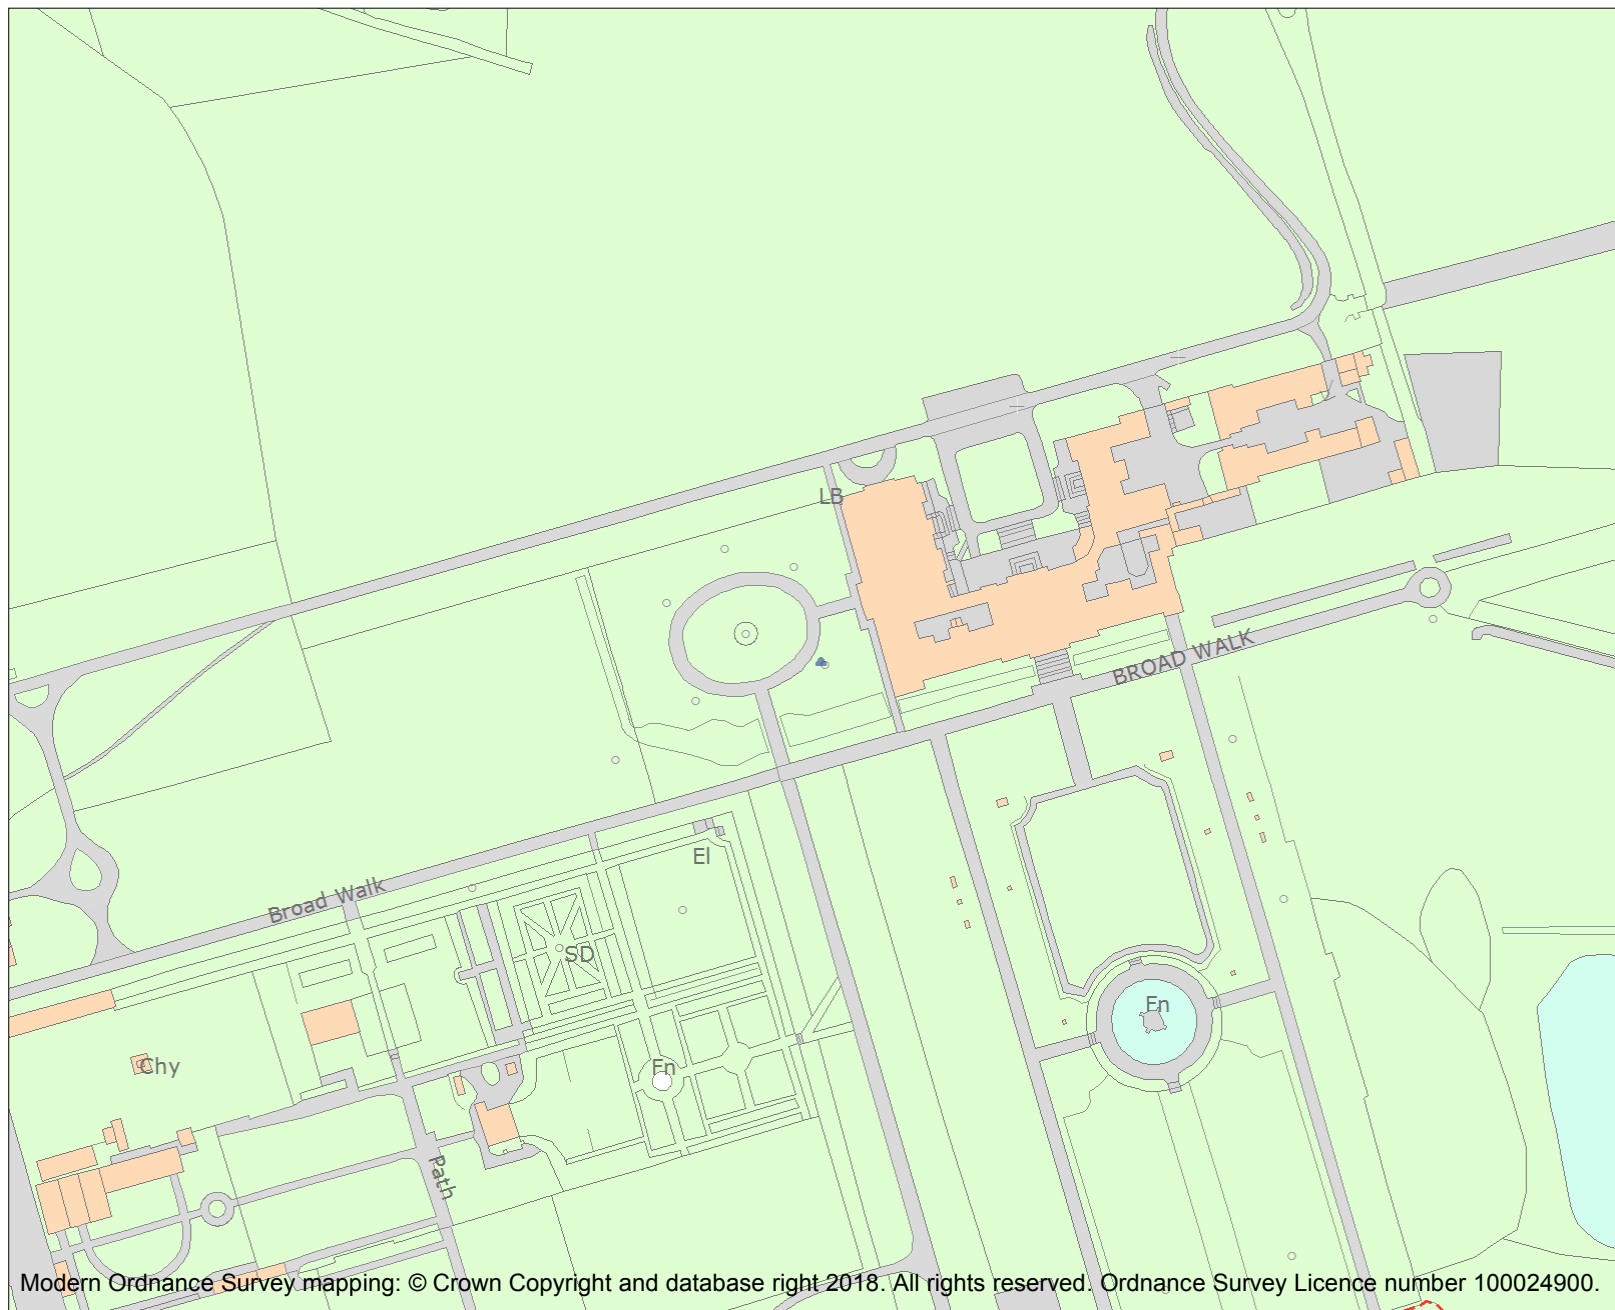 LB
BROAD WALK
El
Broad Walk
SD
Fn
Chy
Fn
Path
Modern Ordnance Survey mapping: © Crown Copyright and database right 2018. All rights reserved. Ordnance Survey Licence number 100024900.